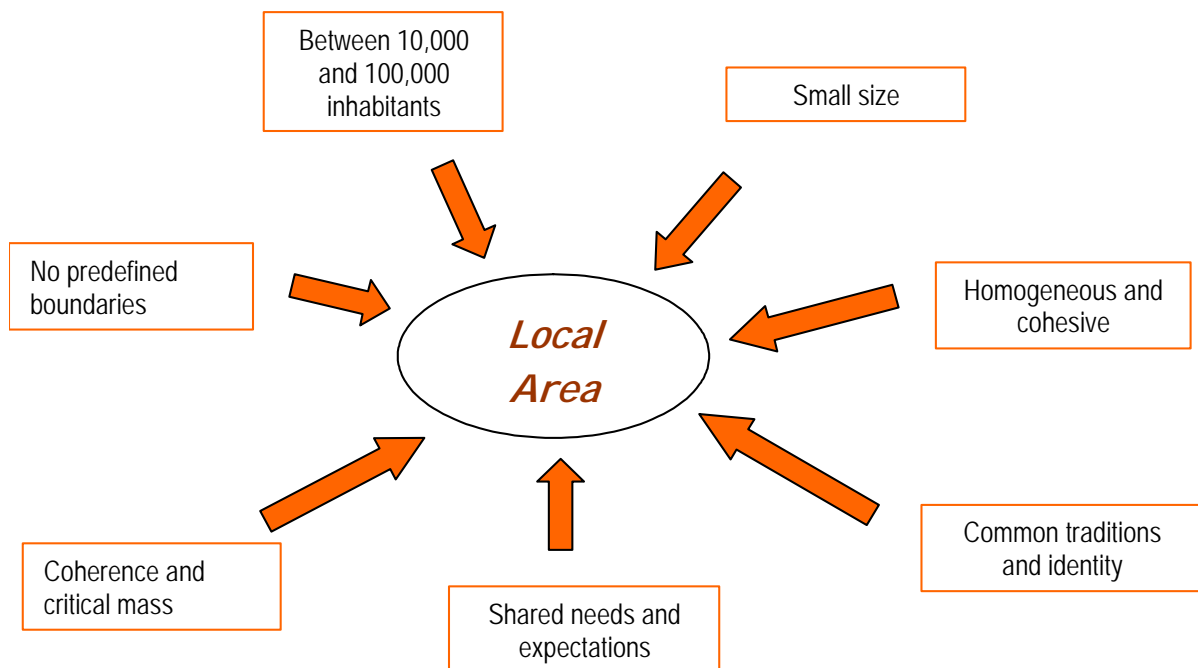 Between 10,000
and 100,000
inhabitants
Small size
No predefined
boundaries
Homogeneous and
cohesive
Local
Area
Coherence and
critical mass
Common traditions
and identity
Shared needs and
expectations